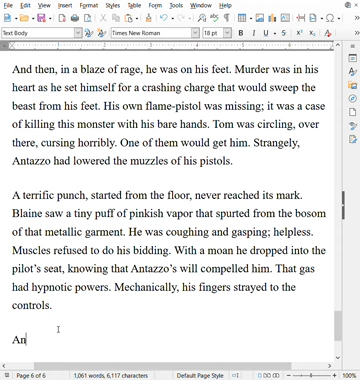 File Edit View Insert Format Styles Table Form Tools Window Help
Text Body Times New Roman 18 pt
And then, in a blaze of rage, he was on his feet. Murder was in his
heart as he set himself for a crashing charge that would sweep the
beast from his feet. His own flame-pistol was missing; it was a case
of killing this monster with his bare hands. Tom was circling, over
there, cursing horribly. One of them would get him. Strangely,
Antazzo had lowered the muzzles of his pistols.
A terrific punch, started from the floor, never reached its mark.
Blaine saw a tiny puff of pinkish vapor that spurted from the bosom
of that metallic garment. He was coughing and gasping; helpless.
Muscles refused to do his bidding. With a moan he dropped into the
pilot's seat, knowing that Antazzo's will compelled him. That gas
had hypnotic powers. Mechanically, his fingers strayed to the
controls.
An
Page 6 of 6 1,061 words, 6,117 characters Default Page Style 100%